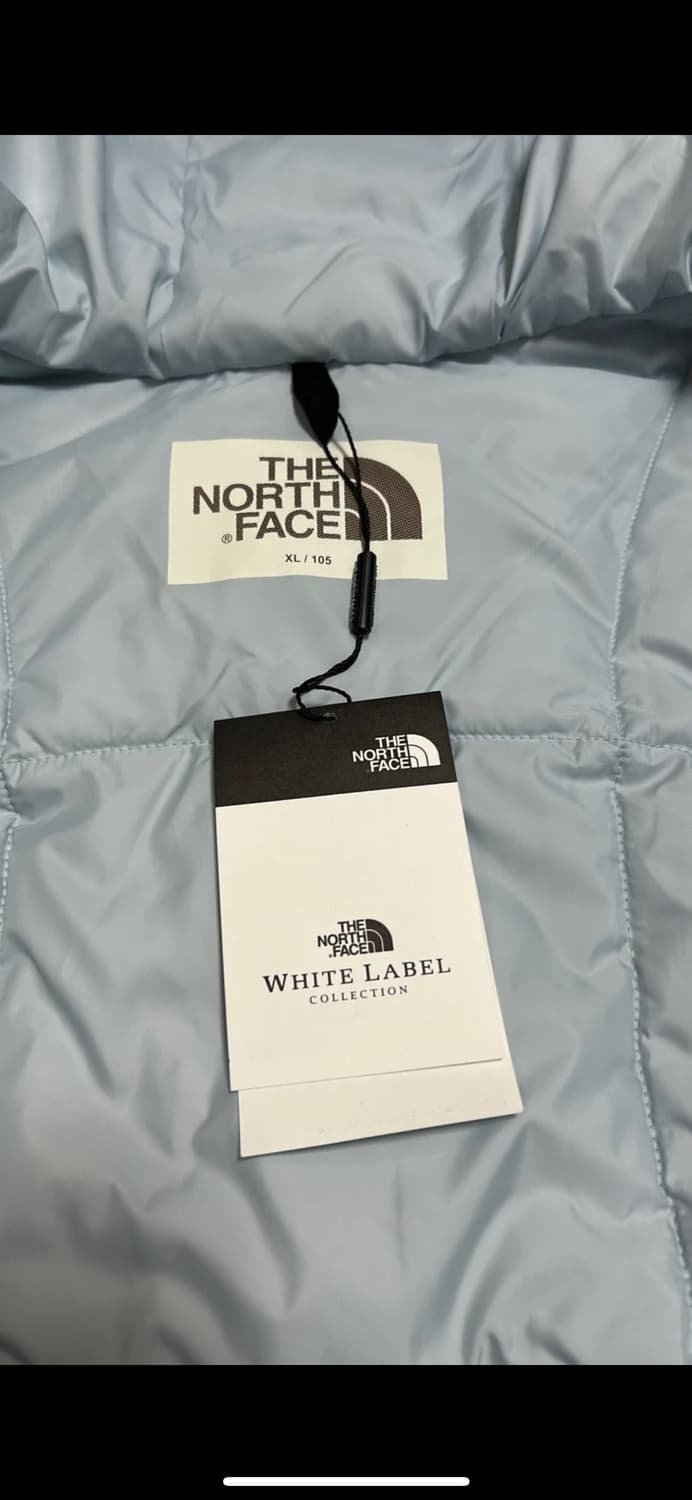 THE
NORTH
®FACE
XL / 105
THE
NORTH
FACE
THE
NORTH
FACE
WHITE LABEL
COLLECTION